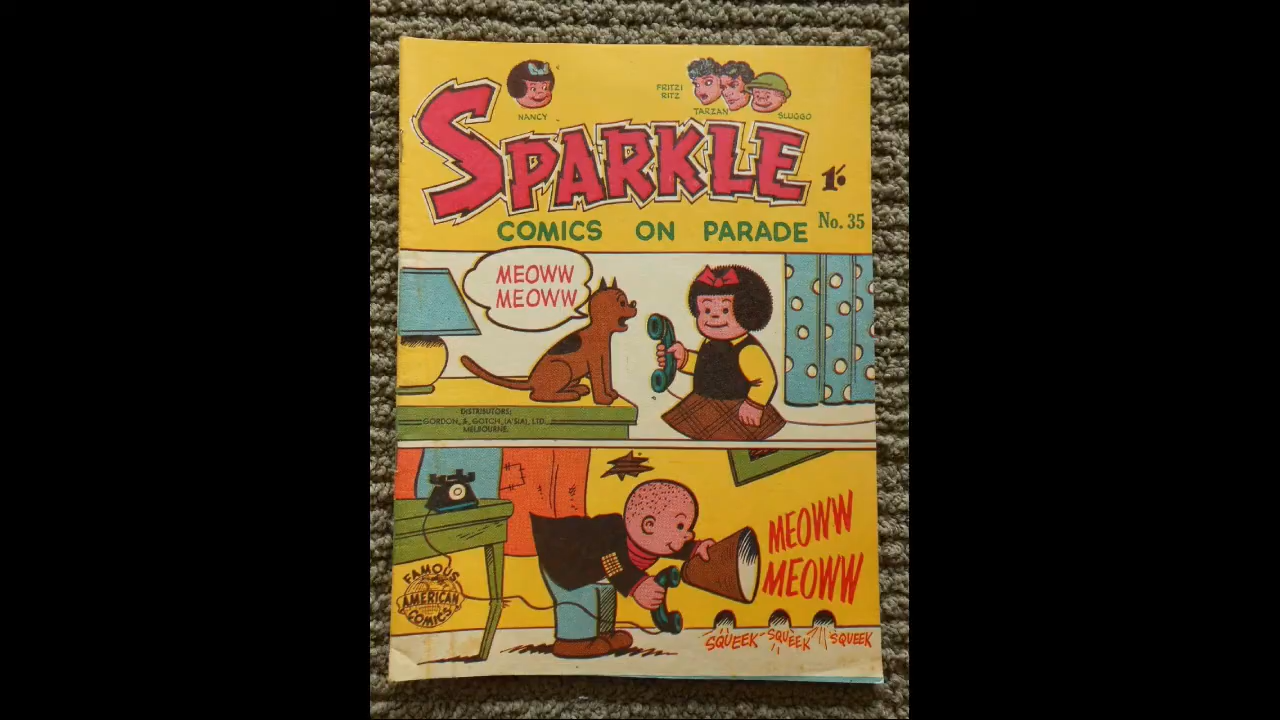 NANCY
FRITZI
RITZ
TARZAN
SLUGGO
SPARKLE
1/-
COMICS ON PARADE
No. 35
MEOWW
MEOWW
DISTRIBUTORS:
GORDON & GOTCH (A'SIA), LTD.
MELBOURNE.
MEOWW
MEOWW
FAMOUS
AMERICAN
COMICS
SQUEEK SQUEEK SQUEEK